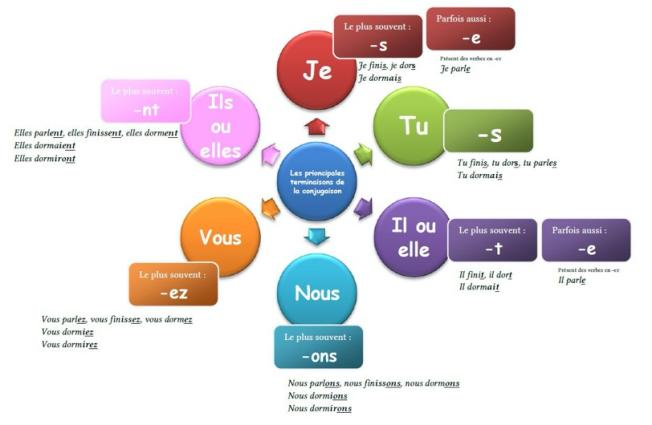 Les prioncipales
terminaisons de
la conjugaison
Je
Le plus souvent :
-s
Parfois aussi :
-e
Je finis, je dors
Je dormais
Présent des verbes en -er
Je parle
Tu
-s
Tu finis, tu dors, tu parles
Tu dormais
Il ou
elle
Le plus souvent :
-t
Parfois aussi :
-e
Il finit, il dort
Il dormait
Présent des verbes en -er
Il parle
Nous
Le plus souvent :
-ons
Nous parlons, nous finissons, nous dormons
Nous dormions
Nous dormirons
Vous
Le plus souvent :
-ez
Vous parlez, vous finissez, vous dormez
Vous dormiez
Vous dormirez
Ils
ou
elles
Le plus souvent :
-nt
Elles parlent, elles finissent, elles dorment
Elles dormaient
Elles dormiront